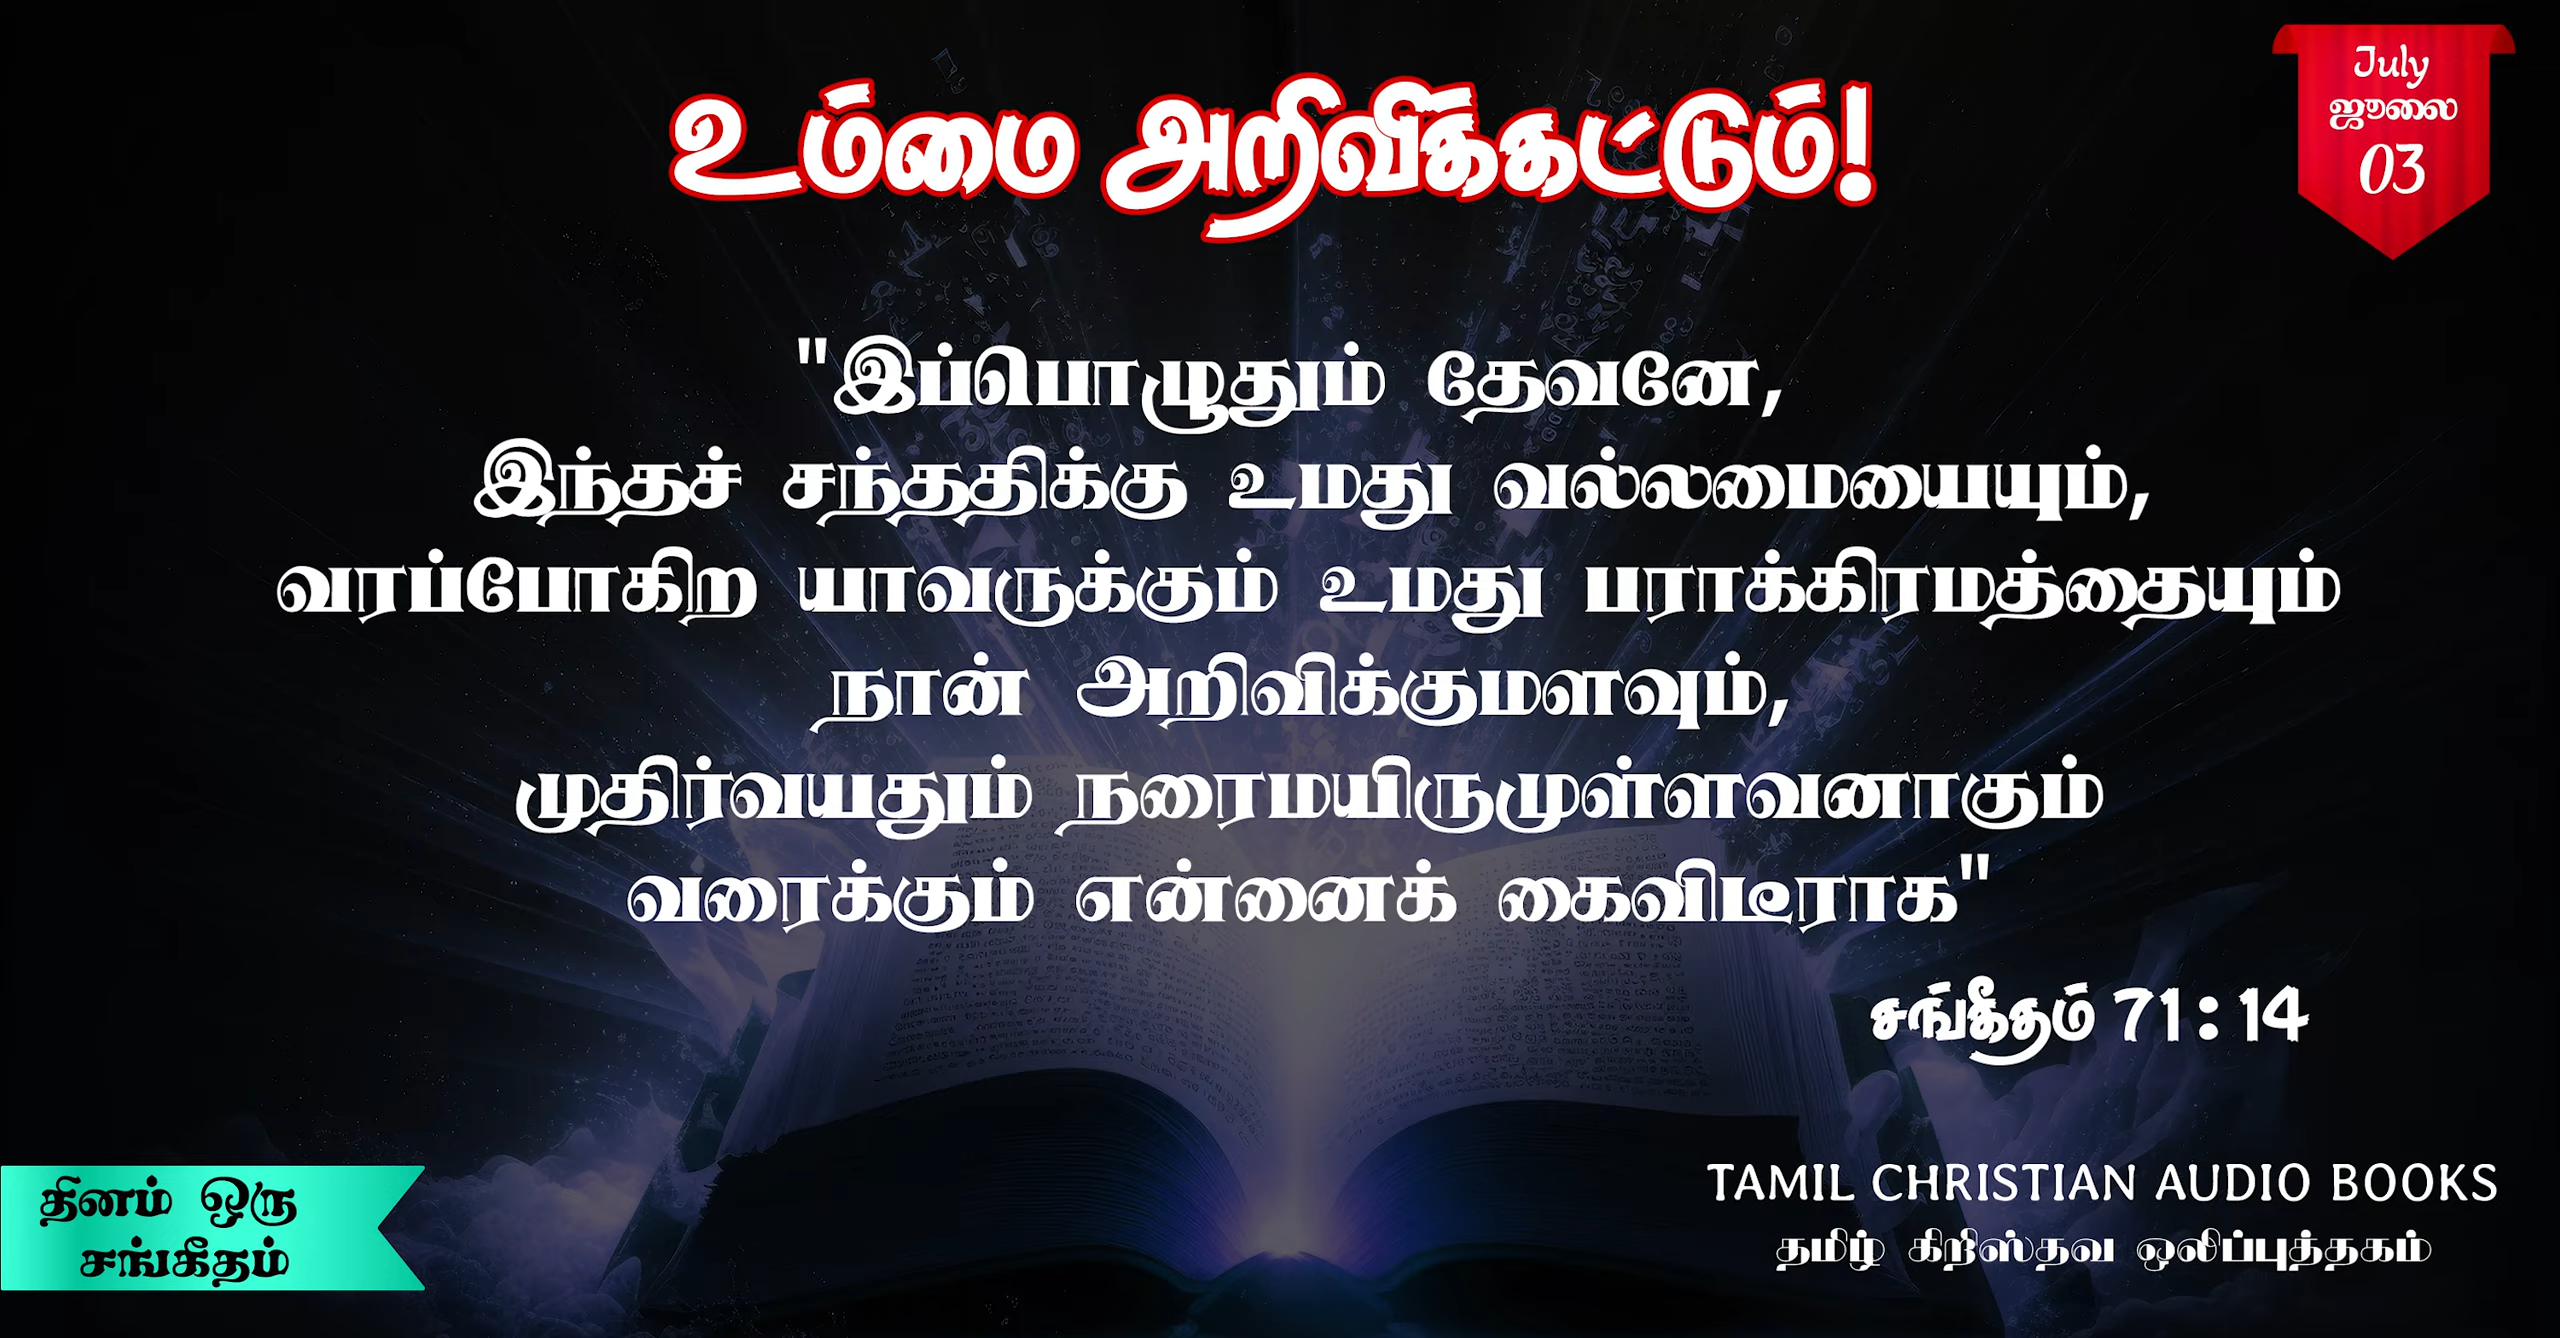 July
ஜூலை
03
உம்மை அறிவிக்கட்டும்!
"இப்பொழுதும் தேவனே,
இந்தச் சந்ததிக்கு உமது வல்லமையையும்,
வரப்போகிற யாவருக்கும் உமது பராக்கிரமத்தையும்
நான் அறிவிக்குமளவும்,
முதிர்வயதும் நரைமயிருமுள்ளவனாகும்
வரைக்கும் என்னைக் கைவிடீராக"
சங்கீதம் 71 : 14
தினம் ஒரு
சங்கீதம்
TAMIL CHRISTIAN AUDIO BOOKS
தமிழ் கிறிஸ்தவ ஒலிப்புத்தகம்